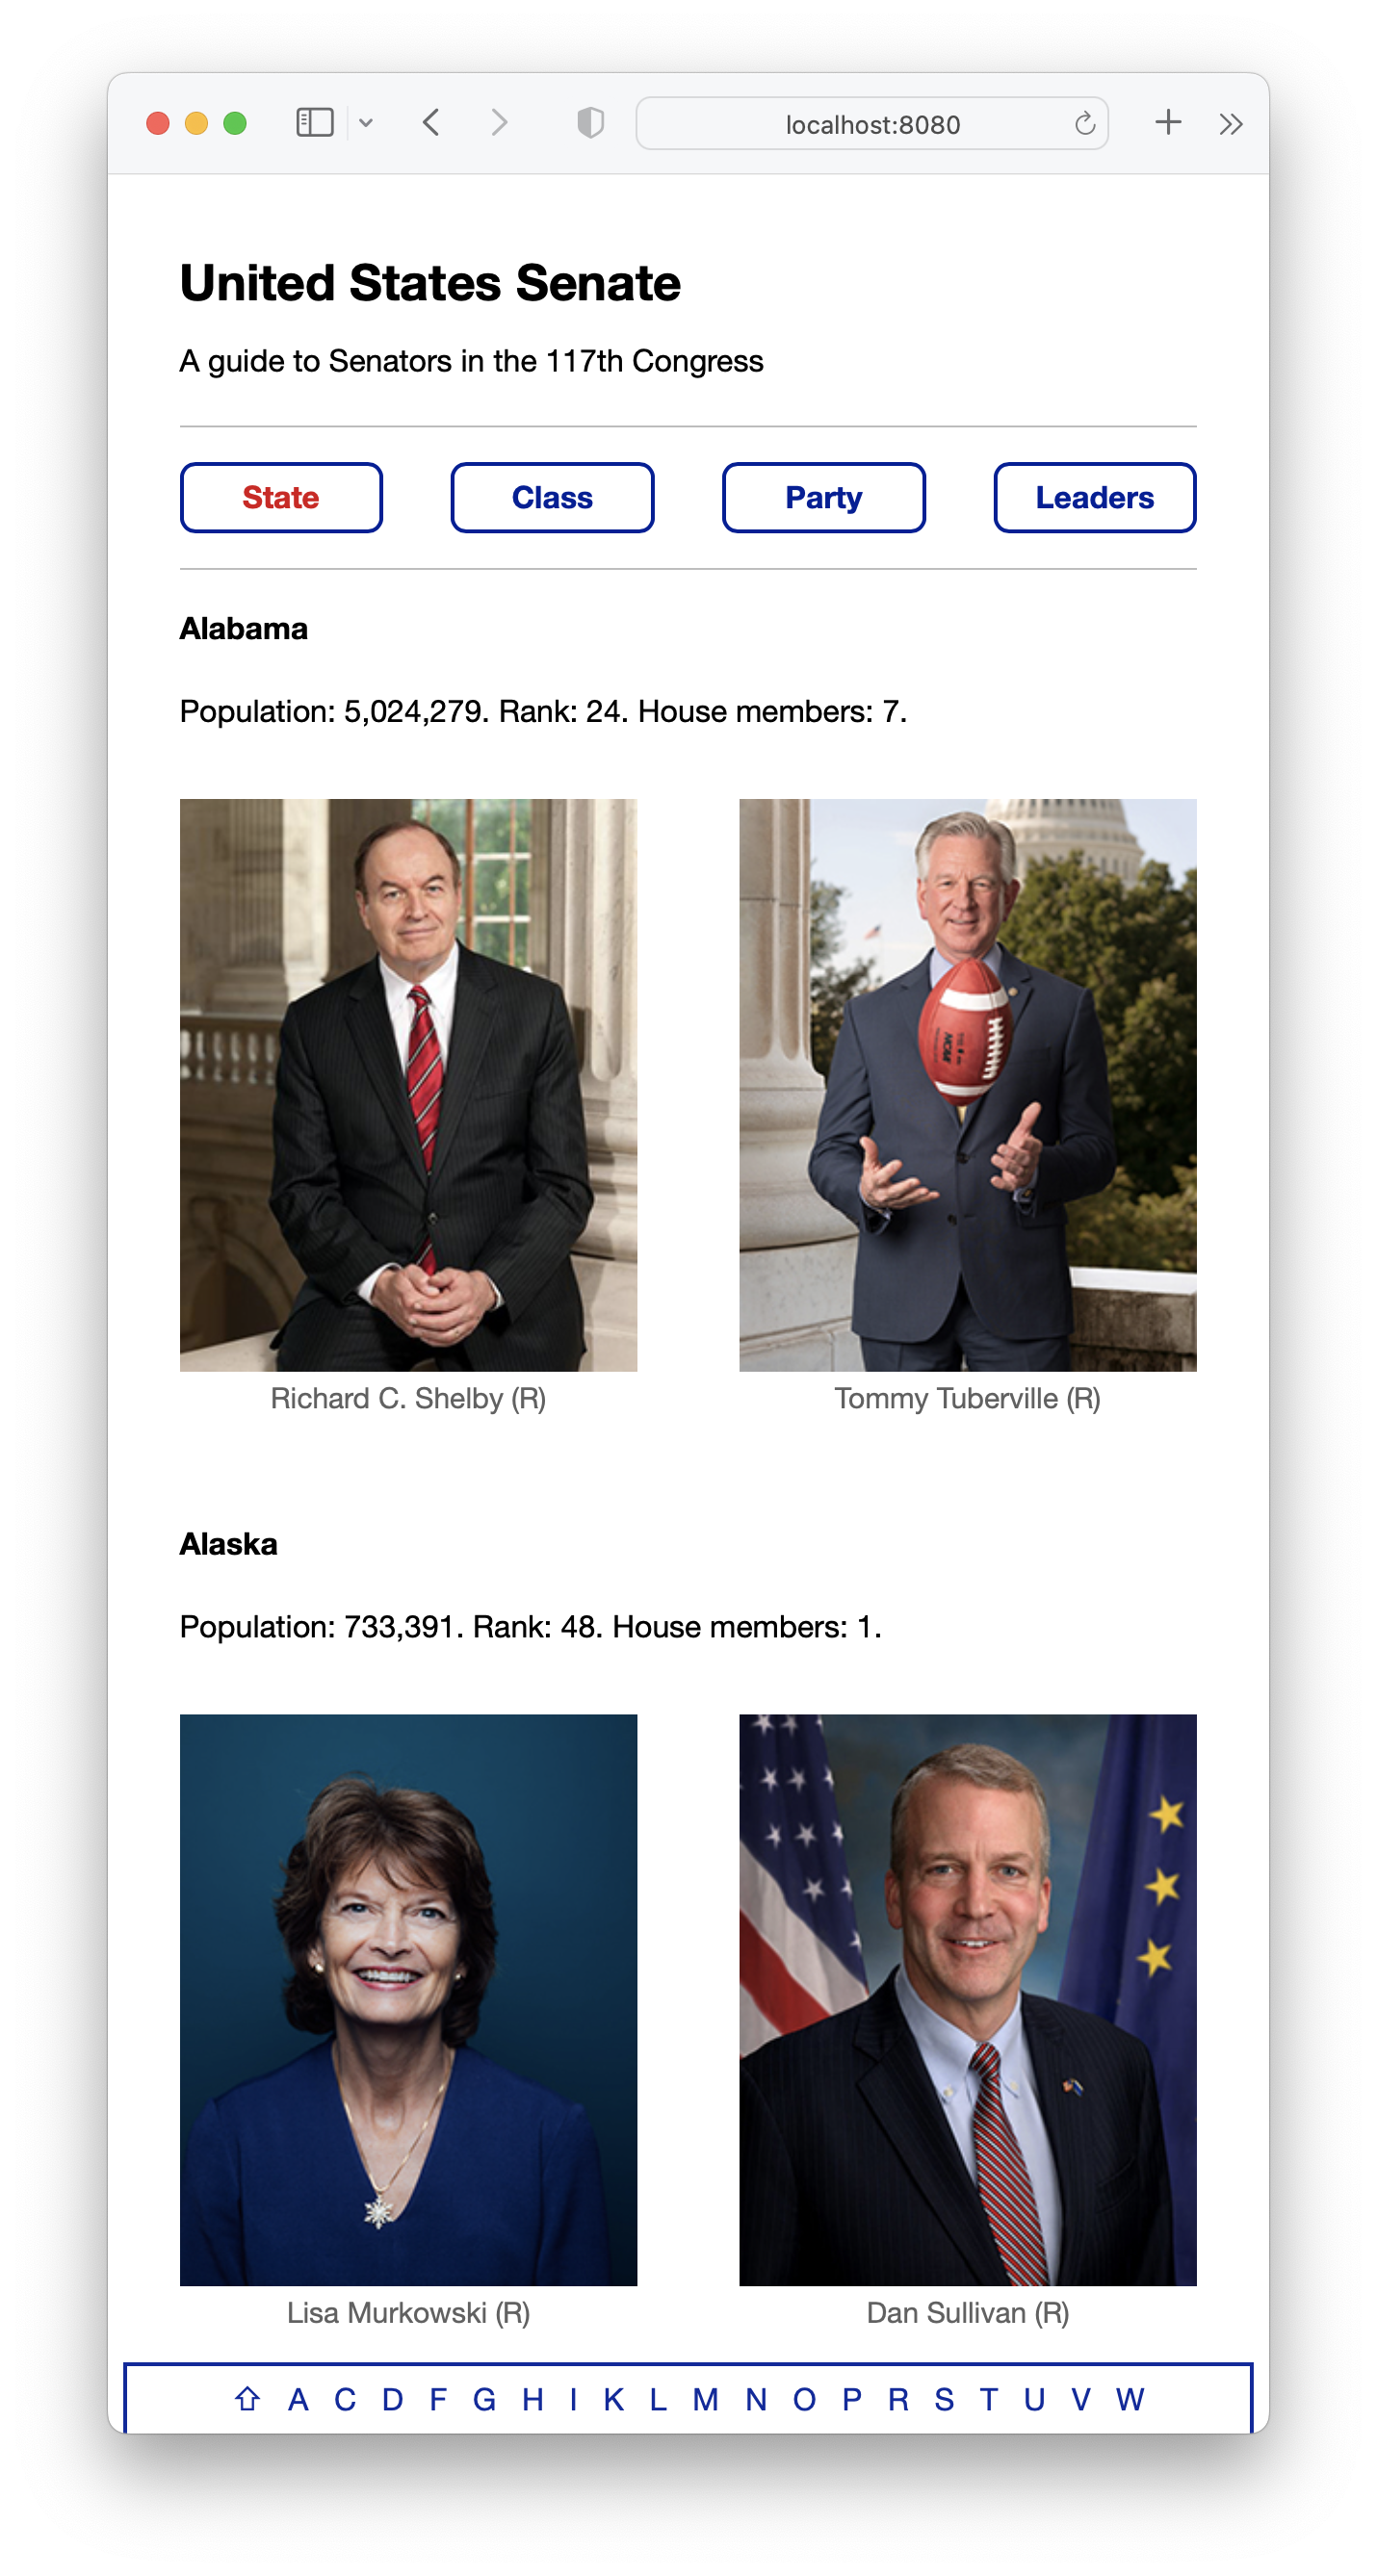 localhost:8080
United States Senate
A guide to Senators in the 117th Congress
State Class Party Leaders
Alabama
Population: 5,024,279. Rank: 24. House members: 7.
Richard C. Shelby (R) Tommy Tuberville (R)
Alaska
Population: 733,391. Rank: 48. House members: 1.
Lisa Murkowski (R) Dan Sullivan (R)
A C D F G H I K L M N O P R S T U V W